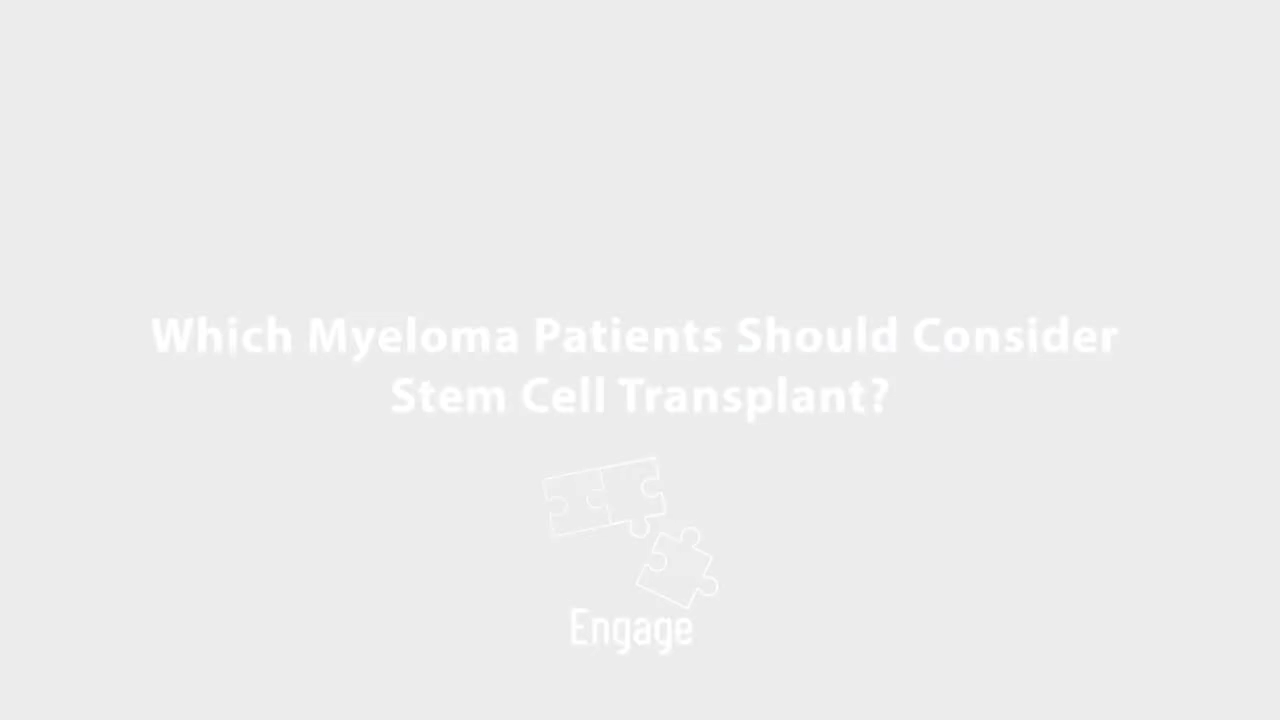 Which Myeloma Patients Should Consider
Stem Cell Transplant?
Engage